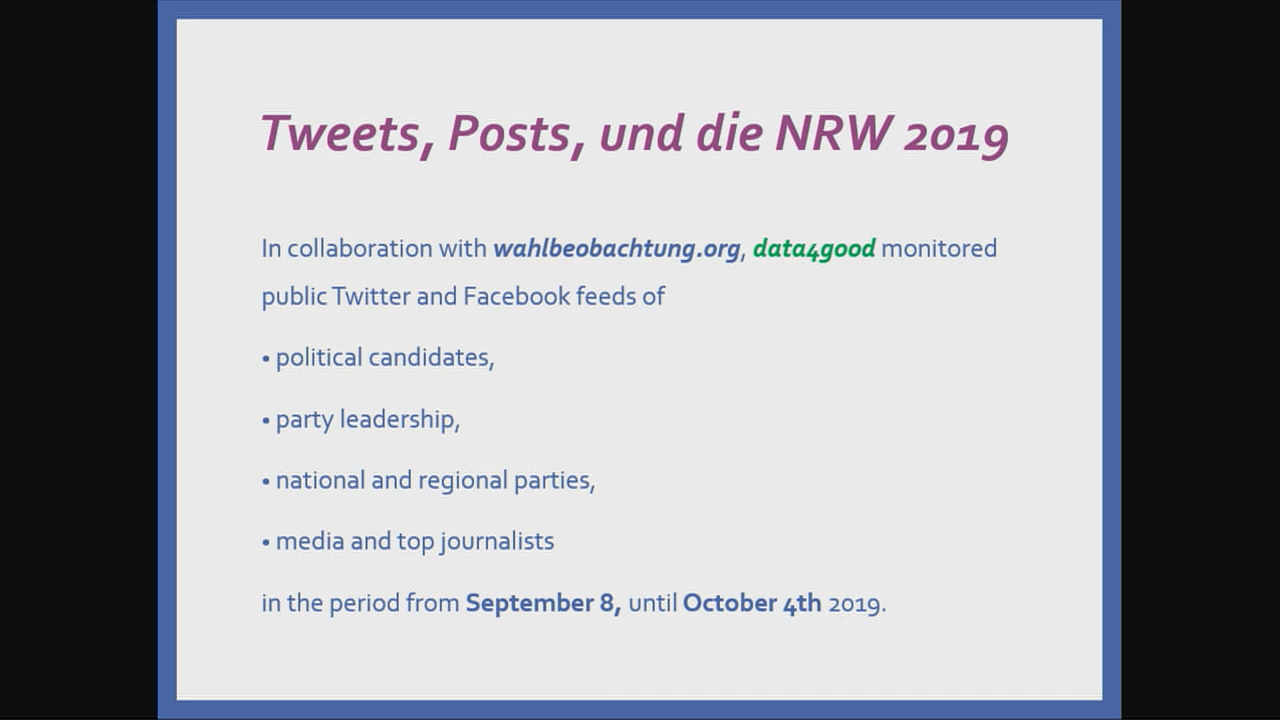 Tweets, Posts, und die NRW 2019
In collaboration with wahlbeobachtung.org, data4good monitored
public Twitter and Facebook feeds of
• political candidates,
• party leadership,
• national and regional parties,
• media and top journalists
in the period from September 8, until October 4th 2019.